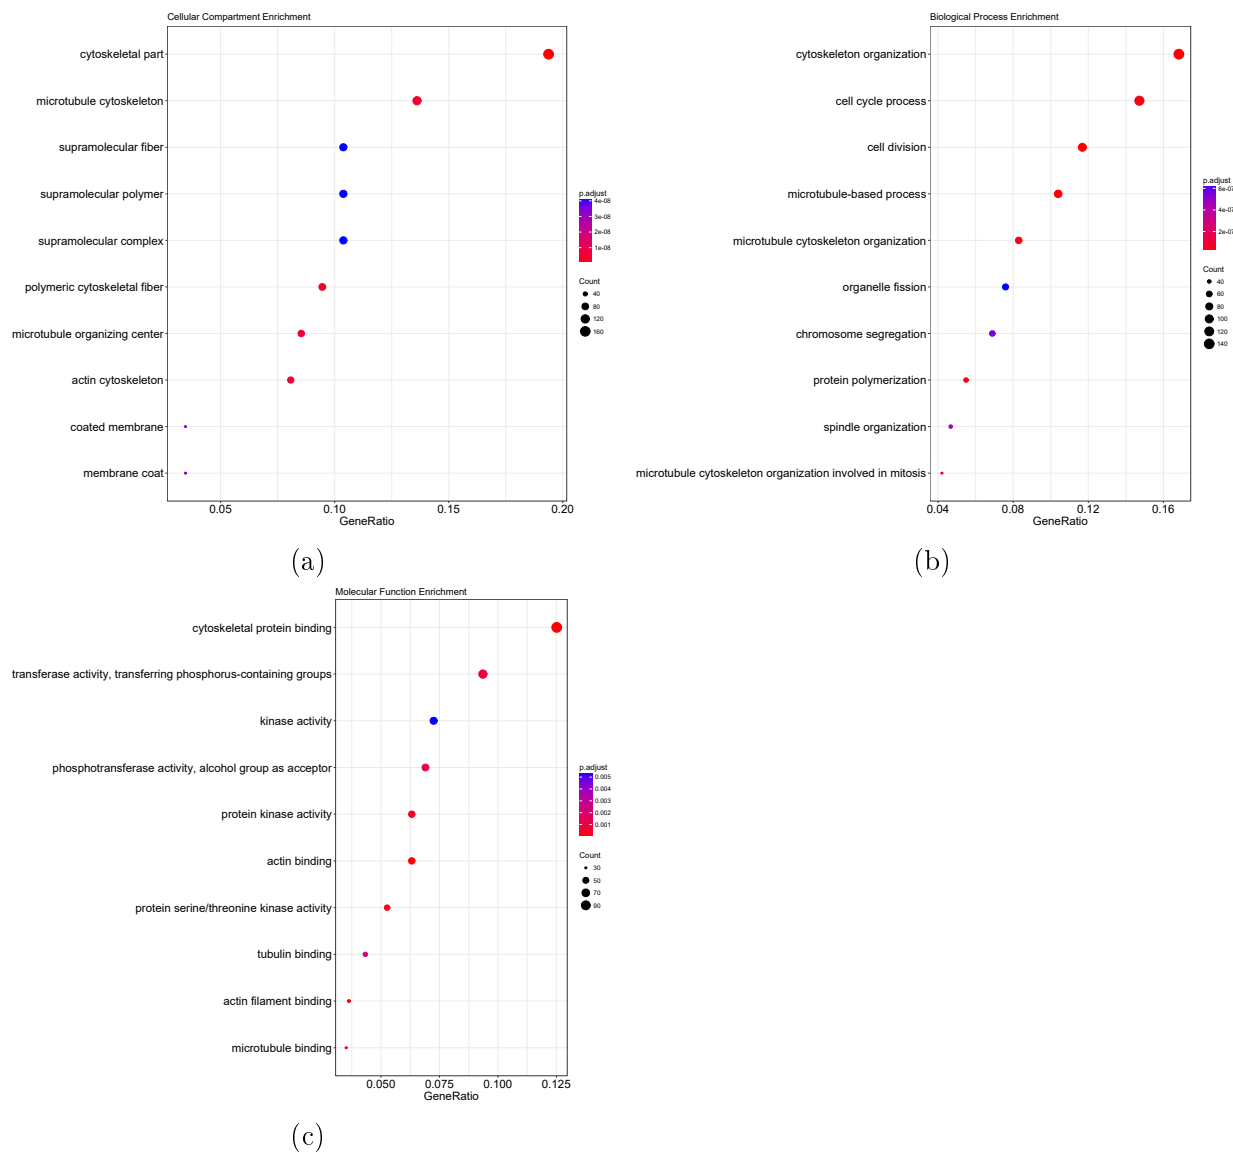 Cellular Compartment Enrichment
cytoskeletal part
microtubule cytoskeleton
supramolecular fiber
supramolecular polymer
supramolecular complex
polymeric cytoskeletal fiber
microtubule organizing center
actin cytoskeleton
coated membrane
membrane coat
0.05 0.10 0.15 0.20
GeneRatio
p.adjust
4e-08
3e-08
2e-08
1e-08
Count
40
80
120
160
(a)
Biological Process Enrichment
cytoskeleton organization
cell cycle process
cell division
microtubule-based process
microtubule cytoskeleton organization
organelle fission
chromosome segregation
protein polymerization
spindle organization
microtubule cytoskeleton organization involved in mitosis
0.04 0.08 0.12 0.16
GeneRatio
p.adjust
6e-07
4e-07
2e-07
Count
40
60
80
100
120
140
(b)
Molecular Function Enrichment
cytoskeletal protein binding
transferase activity, transferring phosphorus-containing groups
kinase activity
phosphotransferase activity, alcohol group as acceptor
protein kinase activity
actin binding
protein serine/threonine kinase activity
tubulin binding
actin filament binding
microtubule binding
0.050 0.075 0.100 0.125
GeneRatio
p.adjust
0.005
0.004
0.003
0.002
0.001
Count
30
50
70
90
(c)